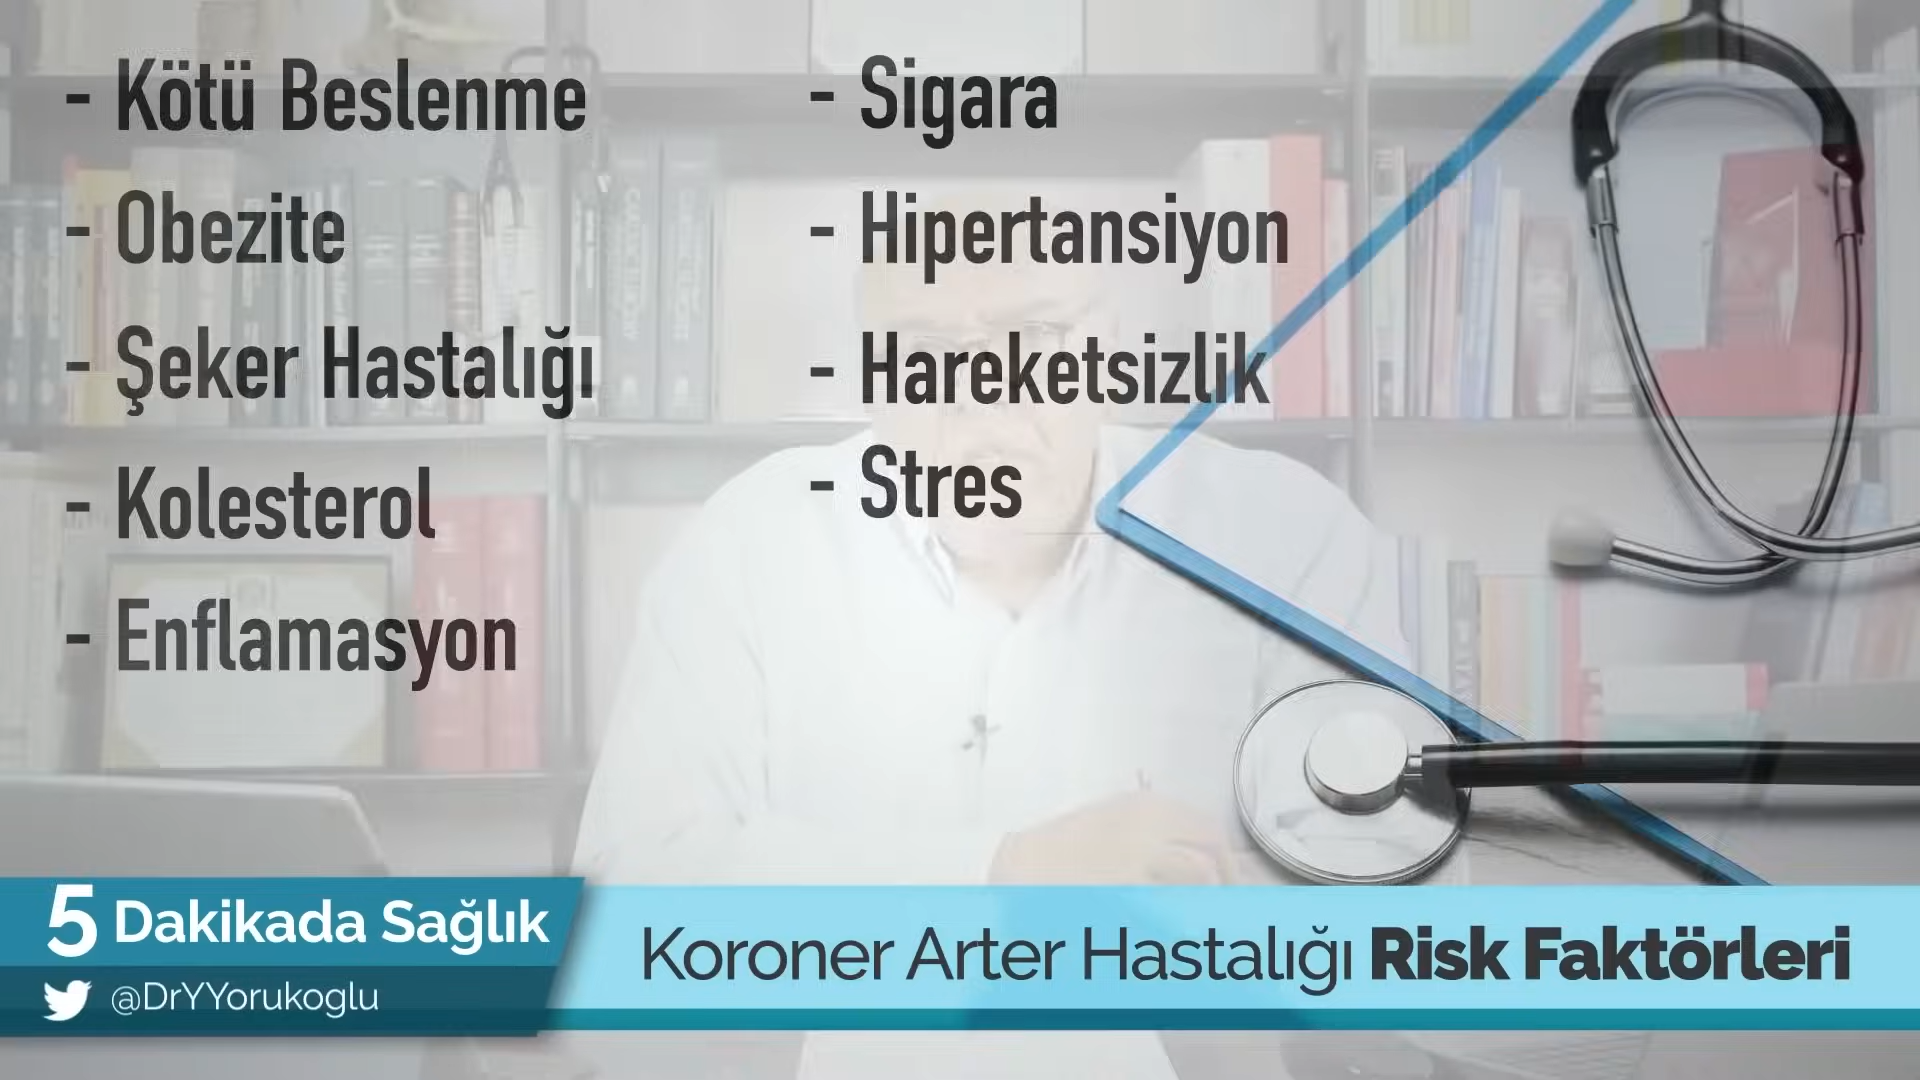 - Kötü Beslenme
- Obezite
- Şeker Hastalığı
- Kolesterol
- Enflamasyon
- Sigara
- Hipertansiyon
- Hareketsizlik
- Stres
5 Dakikada Sağlık
@DrYYorukoglu
Koroner Arter Hastalığı Risk Faktörleri